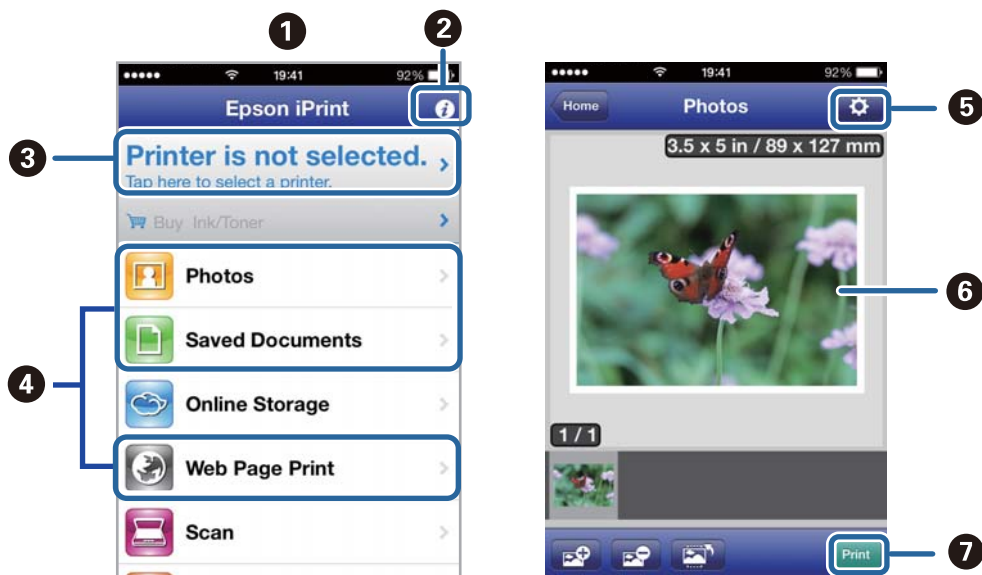 1
2
19:41 92%
Epson iPrint
3
Printer is not selected.
Tap here to select a printer.
Buy Ink/Toner
Photos
Saved Documents
4
Online Storage
Web Page Print
Scan
19:41 92%
Home Photos
5
3.5 x 5 in / 89 x 127 mm
6
1 / 1
Print
7